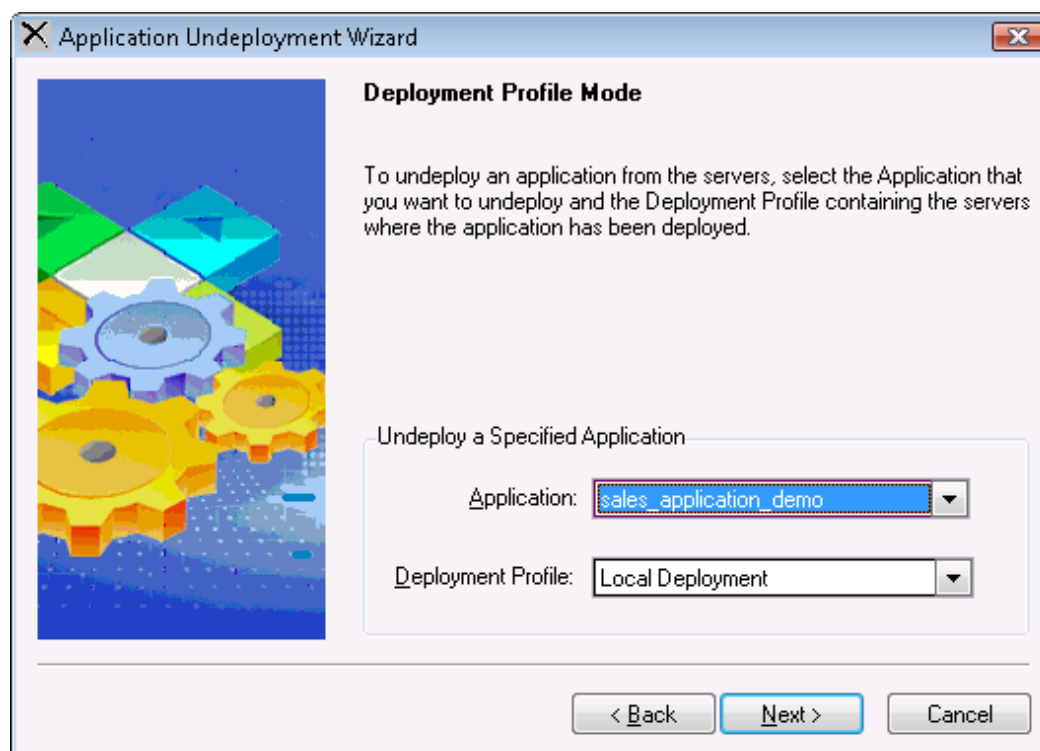 Application Undeployment Wizard
Deployment Profile Mode
To undeploy an application from the servers, select the Application that
you want to undeploy and the Deployment Profile containing the servers
where the application has been deployed.
Undeploy a Specified Application
Application: sales_application_demo
Deployment Profile: Local Deployment
< Back Next > Cancel